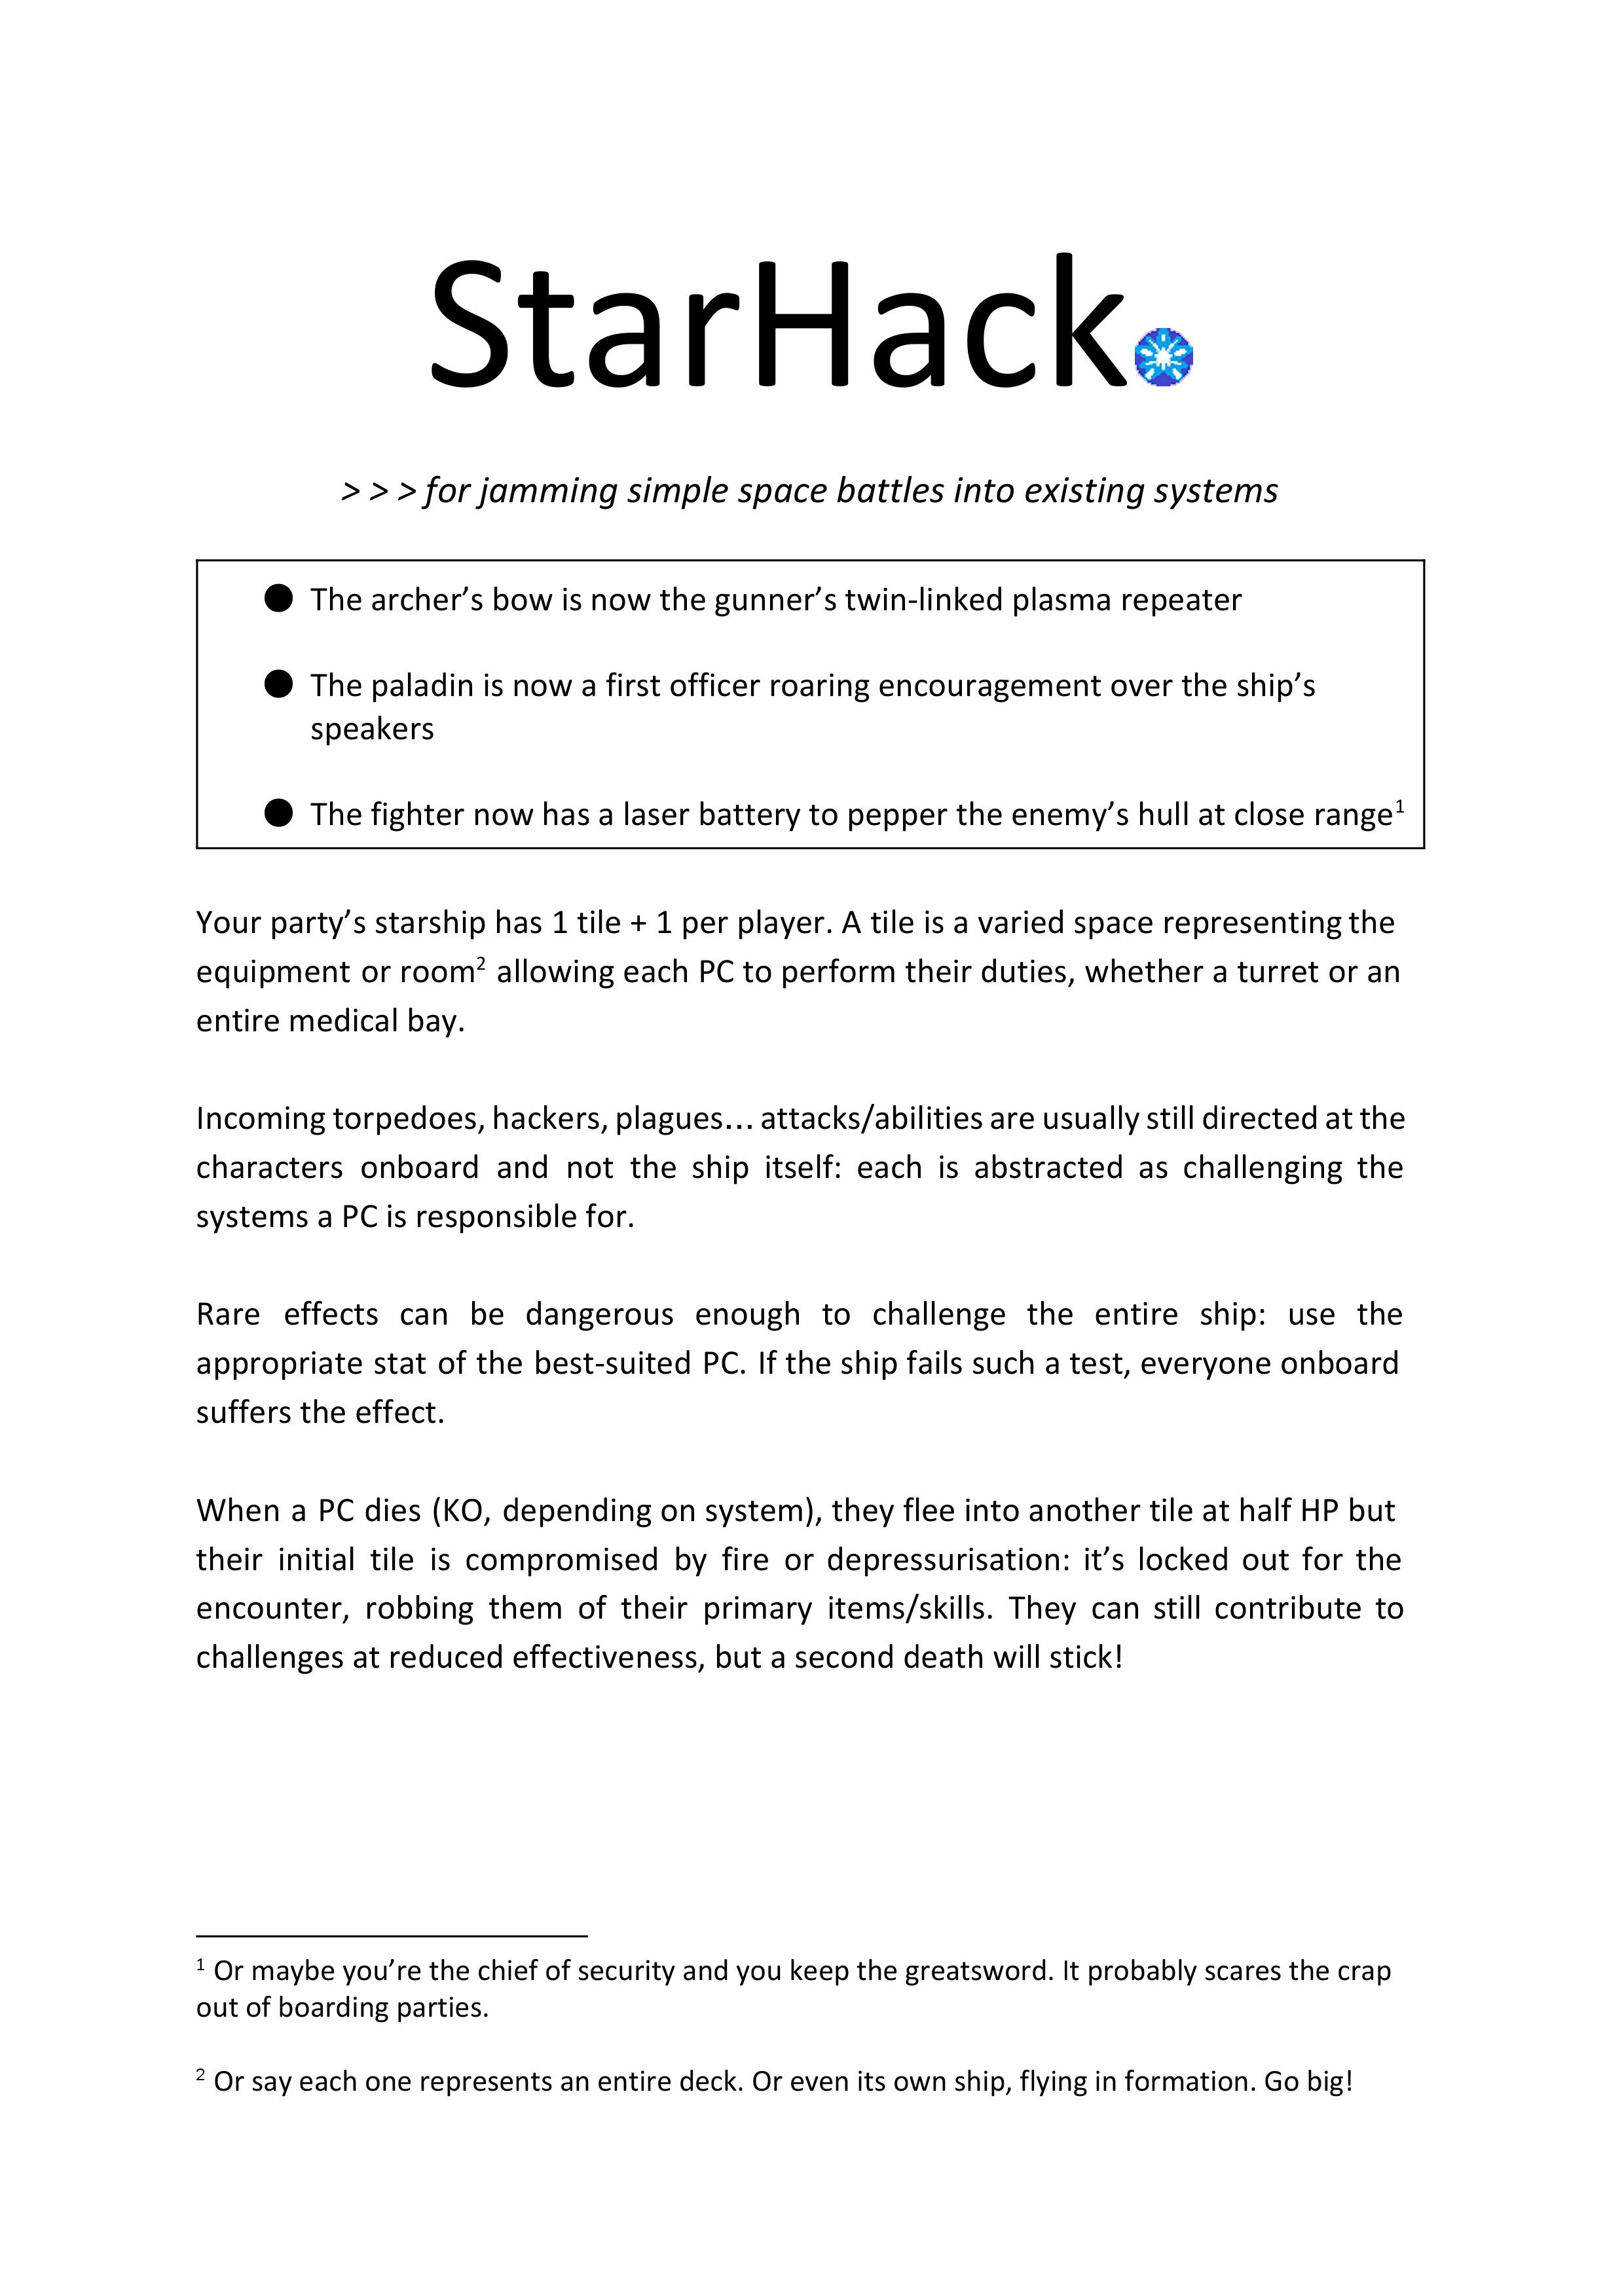 StarHack
> > > for jamming simple space battles into existing systems
● The archer’s bow is now the gunner’s twin-linked plasma repeater
● The paladin is now a first officer roaring encouragement over the ship’s
speakers
● The fighter now has a laser battery to pepper the enemy’s hull at close range¹
Your party’s starship has 1 tile + 1 per player. A tile is a varied space representing the
equipment or room² allowing each PC to perform their duties, whether a turret or an
entire medical bay.
Incoming torpedoes, hackers, plagues… attacks/abilities are usually still directed at the
characters onboard and not the ship itself: each is abstracted as challenging the
systems a PC is responsible for.
Rare effects can be dangerous enough to challenge the entire ship: use the
appropriate stat of the best-suited PC. If the ship fails such a test, everyone onboard
suffers the effect.
When a PC dies (KO, depending on system), they flee into another tile at half HP but
their initial tile is compromised by fire or depressurisation: it’s locked out for the
encounter, robbing them of their primary items/skills. They can still contribute to
challenges at reduced effectiveness, but a second death will stick!
¹ Or maybe you’re the chief of security and you keep the greatsword. It probably scares the crap
out of boarding parties.
² Or say each one represents an entire deck. Or even its own ship, flying in formation. Go big!